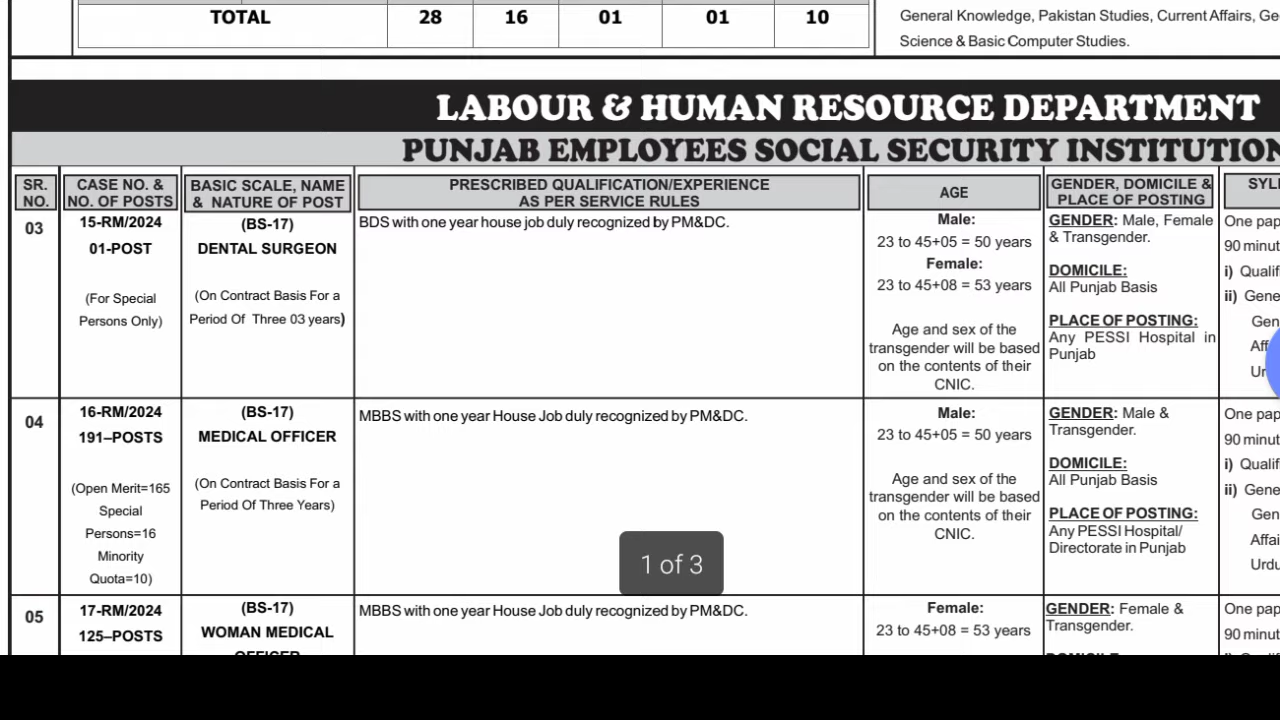 TOTAL 28 16 01 01 10
General Knowledge, Pakistan Studies, Current Affairs,
Science & Basic Computer Studies.
LABOUR & HUMAN RESOURCE DEPARTMENT
PUNJAB EMPLOYEES SOCIAL SECURITY INSTITUTION
SR. NO.
CASE NO. &
NO. OF POSTS
BASIC SCALE, NAME
& NATURE OF POST
PRESCRIBED QUALIFICATION/EXPERIENCE
AS PER SERVICE RULES
AGE
GENDER, DOMICILE &
PLACE OF POSTING
03
15-RM/2024
01-POST
(For Special
Persons Only)
(BS-17)
DENTAL SURGEON
(On Contract Basis For a
Period Of Three 03 years)
BDS with one year house job duly recognized by PM&DC.
Male:
23 to 45+05 = 50 years
Female:
23 to 45+08 = 53 years
Age and sex of the
transgender will be based
on the contents of their
CNIC.
GENDER: Male, Female
& Transgender.
DOMICILE:
All Punjab Basis
PLACE OF POSTING:
Any PESSI Hospital in
Punjab
One
90
i)
ii)
04
16-RM/2024
191–POSTS
(Open Merit=165
Special
Persons=16
Minority
Quota=10)
(BS-17)
MEDICAL OFFICER
(On Contract Basis For a
Period Of Three Years)
MBBS with one year House Job duly recognized by PM&DC.
Male:
23 to 45+05 = 50 years
Age and sex of the
transgender will be based
on the contents of their
CNIC.
GENDER: Male &
Transgender.
DOMICILE:
All Punjab Basis
PLACE OF POSTING:
Any PESSI Hospital/
Directorate in Punjab
One
90
i)
ii)
1 of 3
05
17-RM/2024
125–POSTS
(BS-17)
WOMAN MEDICAL
MBBS with one year House Job duly recognized by PM&DC.
Female:
23 to 45+08 = 53 years
GENDER: Female &
Transgender.
One
90